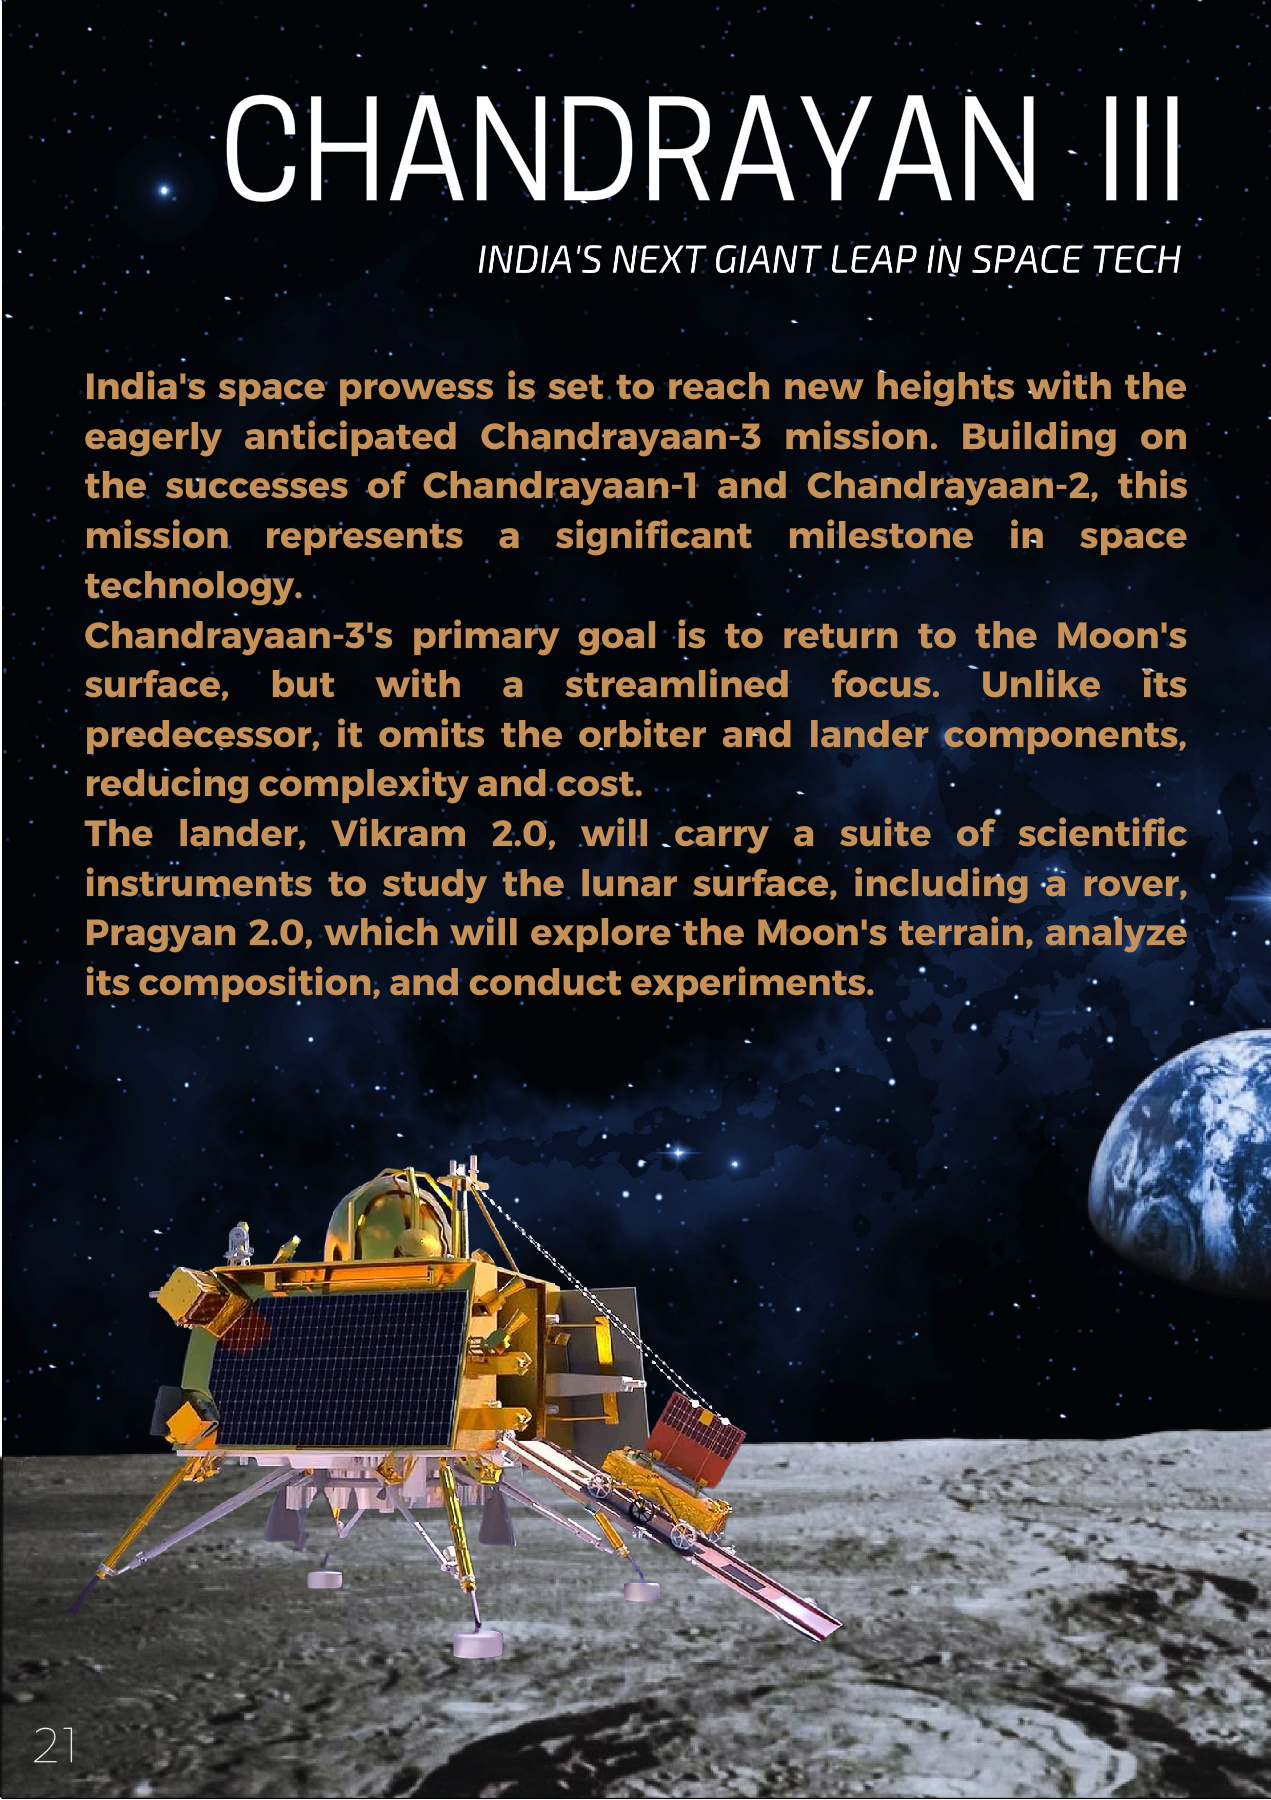 CHANDRAYAN III
INDIA'S NEXT GIANT LEAP IN SPACE TECH
India's space prowess is set to reach new heights with the
eagerly anticipated Chandrayaan-3 mission. Building on
the successes of Chandrayaan-1 and Chandrayaan-2, this
mission represents a significant milestone in space
technology.
Chandrayaan-3's primary goal is to return to the Moon's
surface, but with a streamlined focus. Unlike its
predecessor, it omits the orbiter and lander components,
reducing complexity and cost.
The lander, Vikram 2.0, will carry a suite of scientific
instruments to study the lunar surface, including a rover,
Pragyan 2.0, which will explore the Moon's terrain, analyze
its composition, and conduct experiments.
21